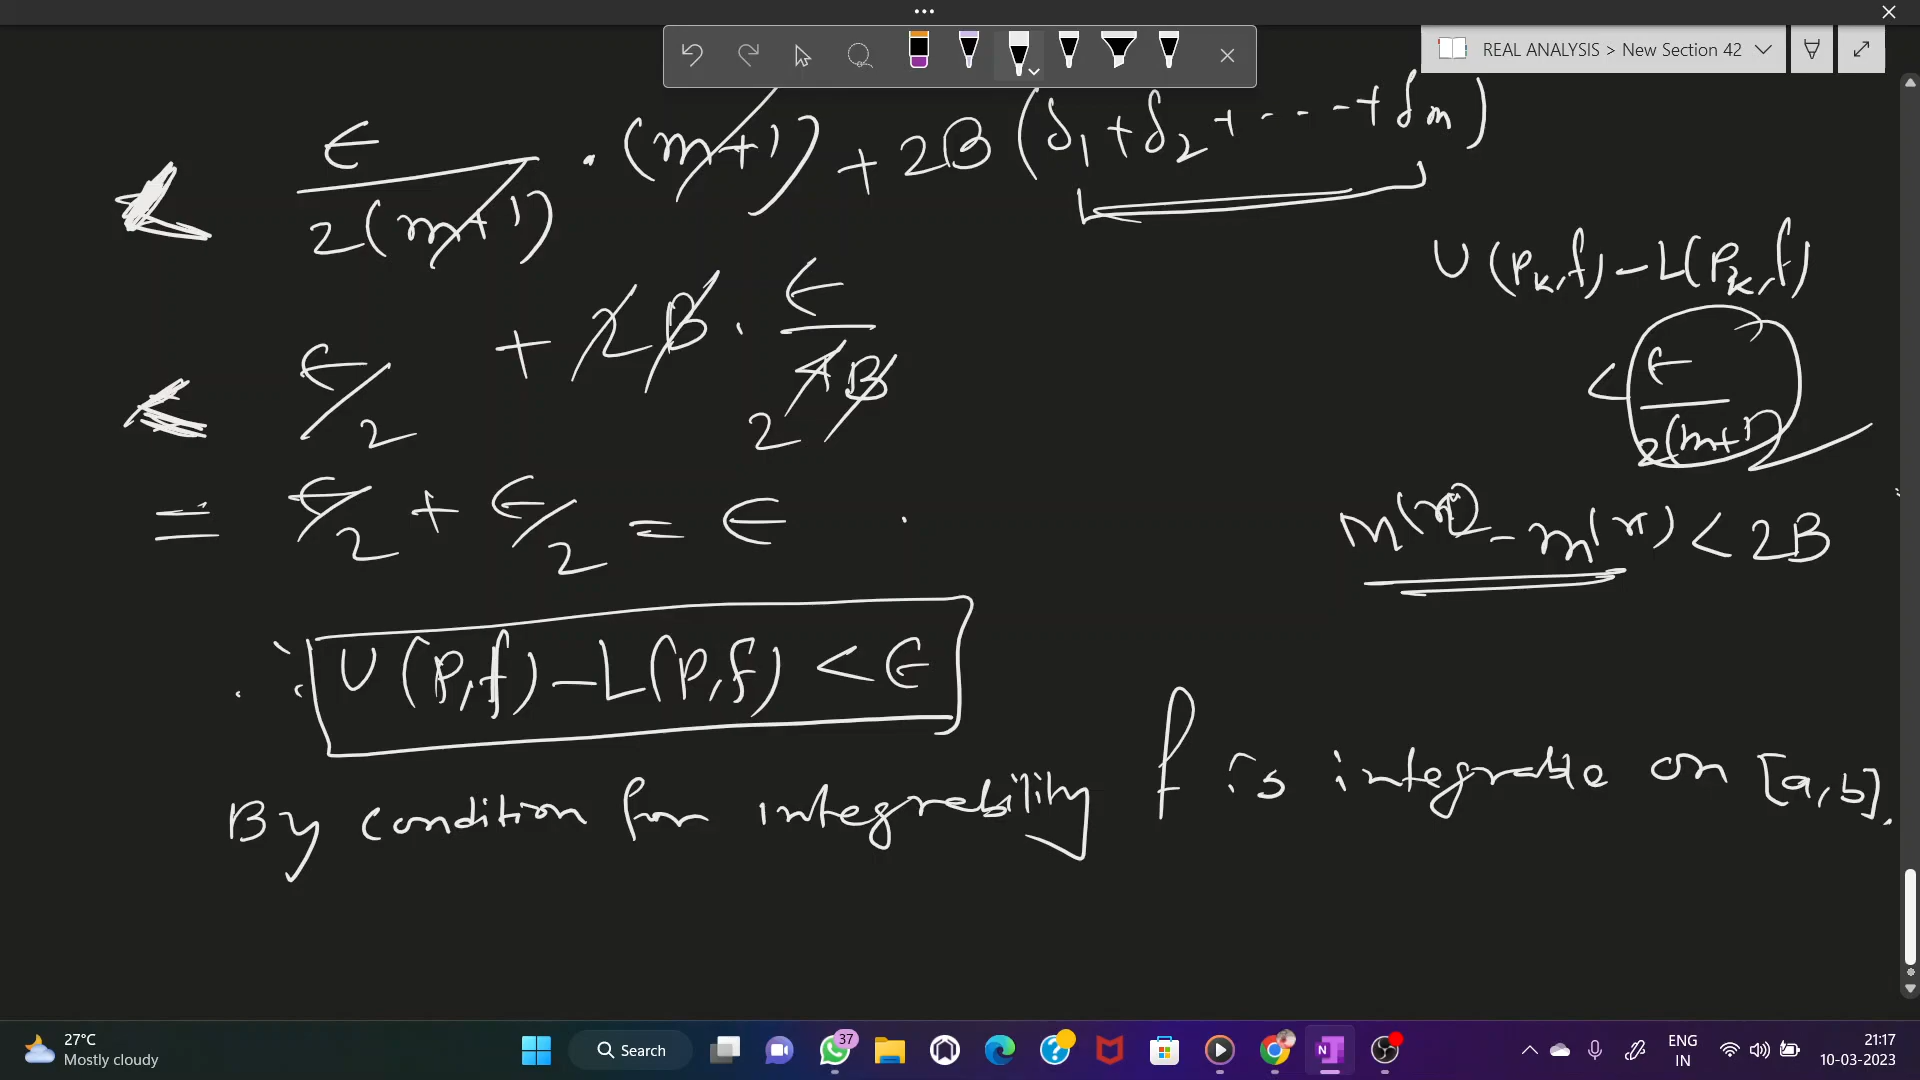 REAL ANALYSIS > New Section 42
< ∈/2(m+1) · (m+1) + 2B (δ1 + δ2 + ... + δm)
U (Pk, f) - L(Pk, f)
< ∈/2 + 2B · ∈/4B 2
< ∈/2(m+1)
= ∈/2 + ∈/2 = ∈ .
M(r) - m(r) < 2B
∴ U (P, f) - L(P, f) < ∈
By condition for integrability f is integrable on [a, b].
27°C
Mostly cloudy
Search
37
ENG
IN
21:17
10-03-2023